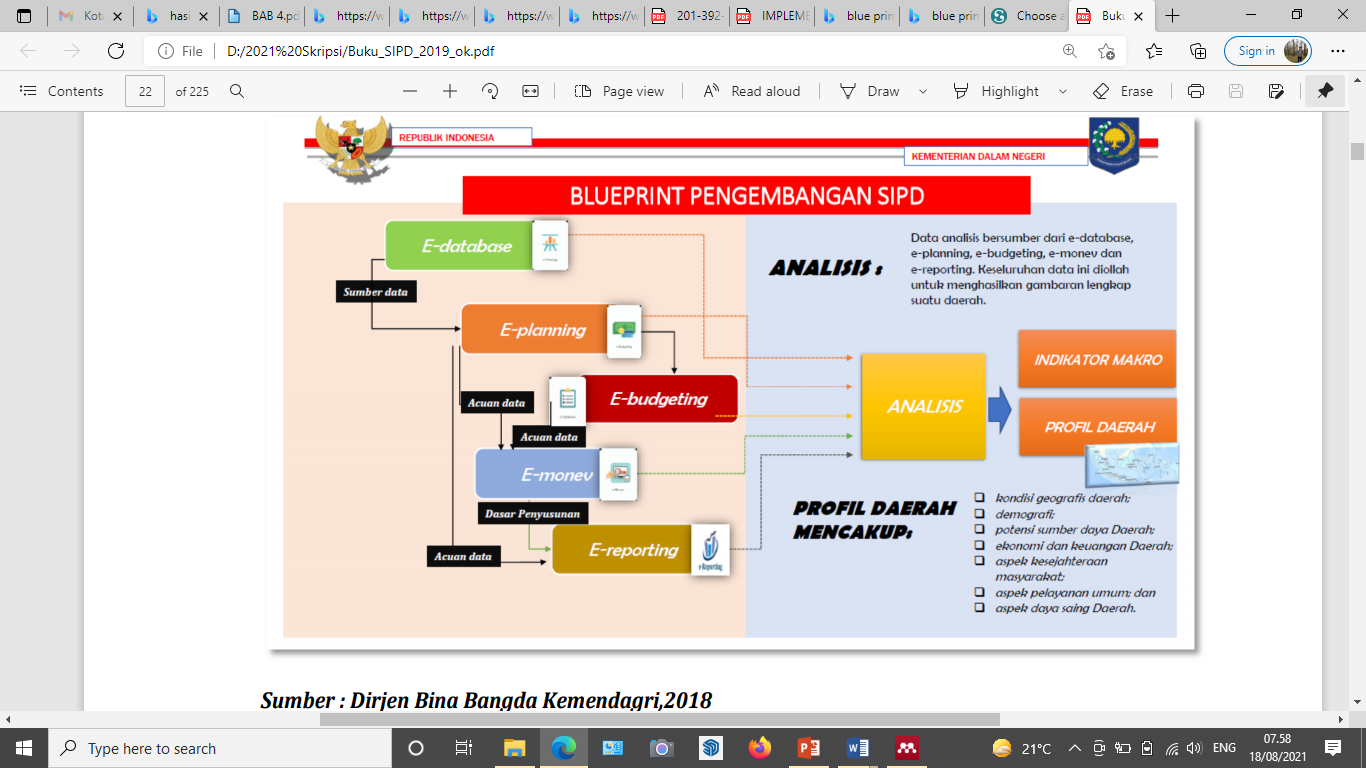 Kota
hasi
BAB 4.pd
https://w
https://w
https://w
https://w
201-392-
IMPLEME
blue prin
blue prin
Choose a
Buku
File
D:/2021%20Skripsi/Buku_SIPD_2019_ok.pdf
Sign in
Contents
22
of 225
Page view
Read aloud
Draw
Highlight
Erase
REPUBLIK INDONESIA
KEMENTERIAN DALAM NEGERI
BLUEPRINT PENGEMBANGAN SIPD
E-database
Sumber data
E-planning
E-budgeting
Acuan data
Acuan data
E-monev
Dasar Penyusunan
E-reporting
e-Reporting
Acuan data
ANALISIS :
Data analisis bersumber dari e-database,
e-planning, e-budgeting, e-monev dan
e-reporting. Keseluruhan data ini diollah
untuk menghasilkan gambaran lengkap
suatu daerah.
ANALISIS
INDIKATOR MAKRO
PROFIL DAERAH
PROFIL DAERAH
MENCAKUP:
kondisi geografis daerah;
demografi;
potensi sumber daya Daerah;
ekonomi dan keuangan Daerah;
aspek kesejahteraan
masyarakat;
aspek pelayanan umum; dan
aspek daya saing Daerah.
Sumber : Dirjen Bina Bangda Kemendagri,2018
Type here to search
21°C
ENG
07.58
18/08/2021